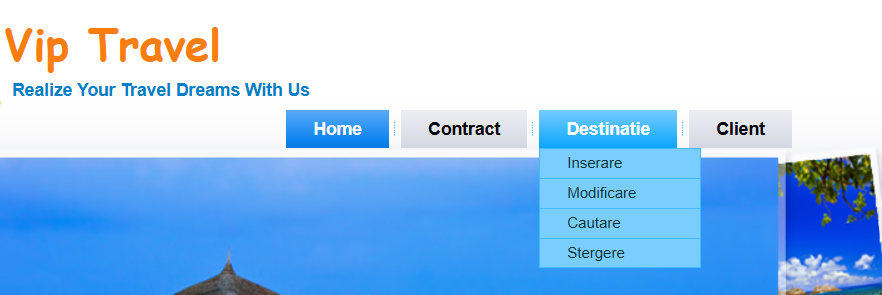 Vip Travel
Realize Your Travel Dreams With Us
Home Contract Destinatie Client
Inserare
Modificare
Cautare
Stergere